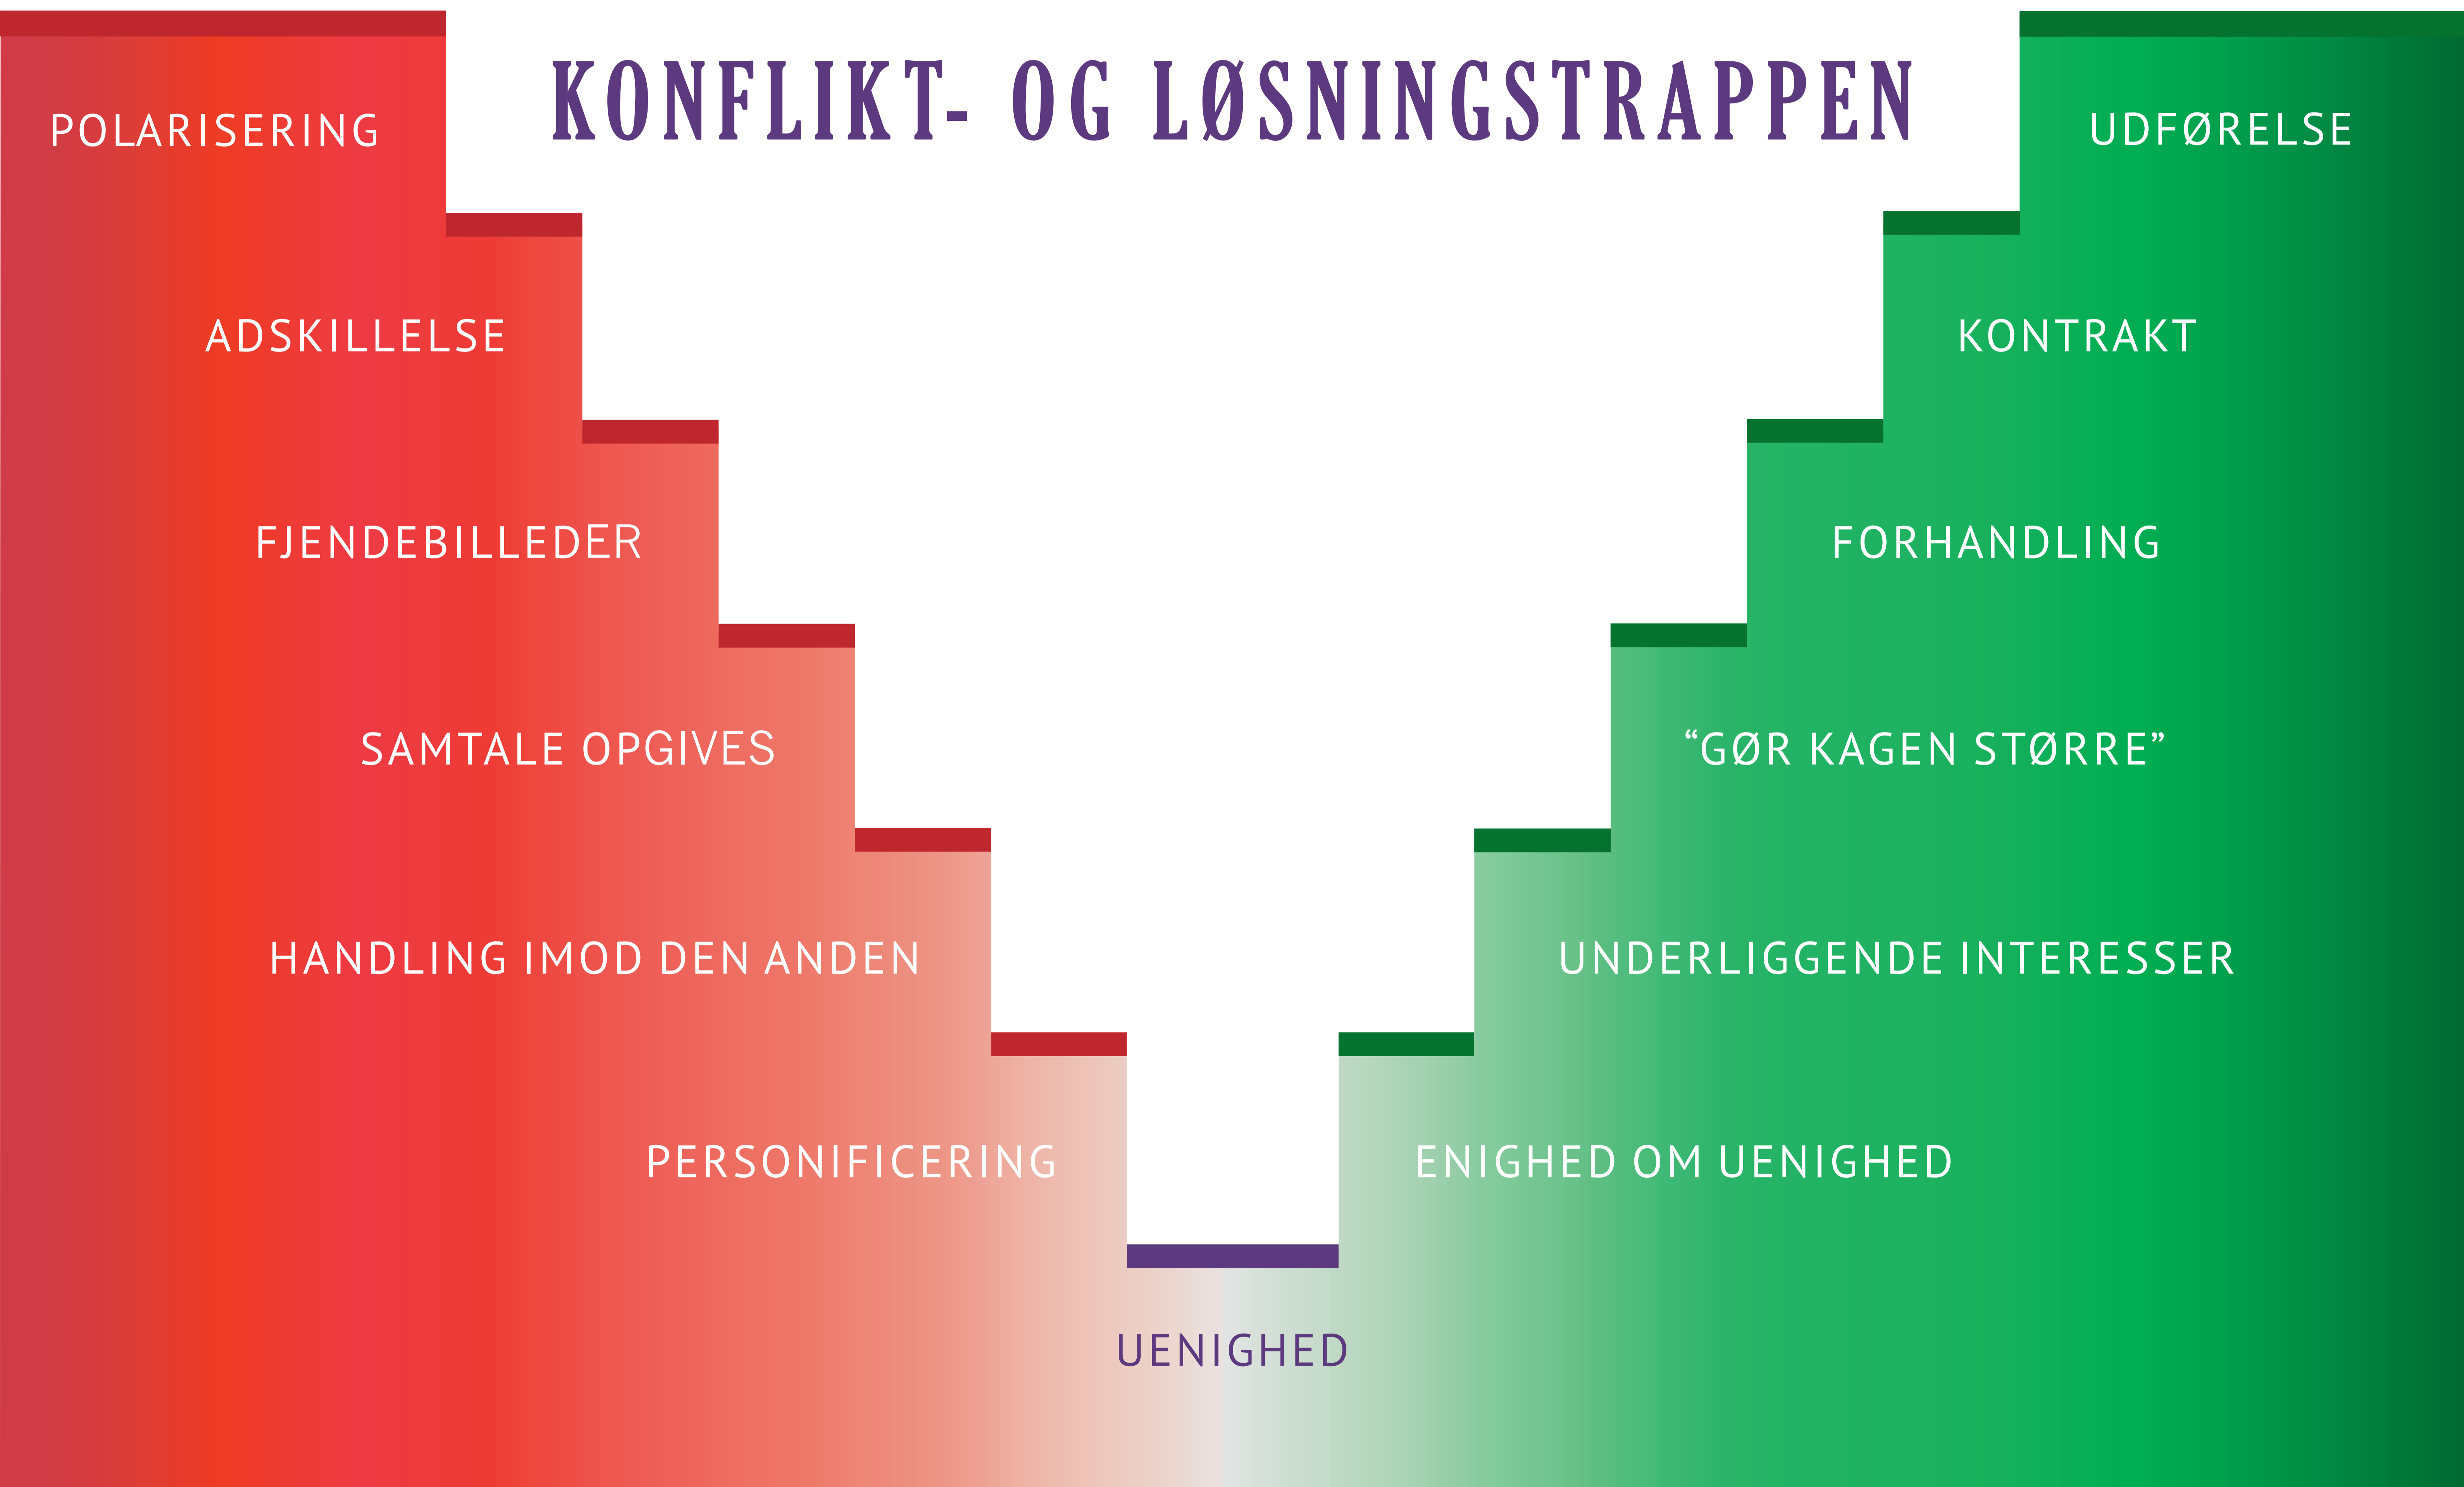 KONFLIKT- OG LØSNINGSTRAPPEN
POLARISERING
ADSKILLELSE
FJENDEBILLEDER
SAMTALE OPGIVES
HANDLING IMOD DEN ANDEN
PERSONIFICERING
UENIGHED
ENIGHED OM UENIGHED
UNDERLIGGENDE INTERESSER
“GØR KAGEN STØRRE”
FORHANDLING
KONTRAKT
UDFØRELSE